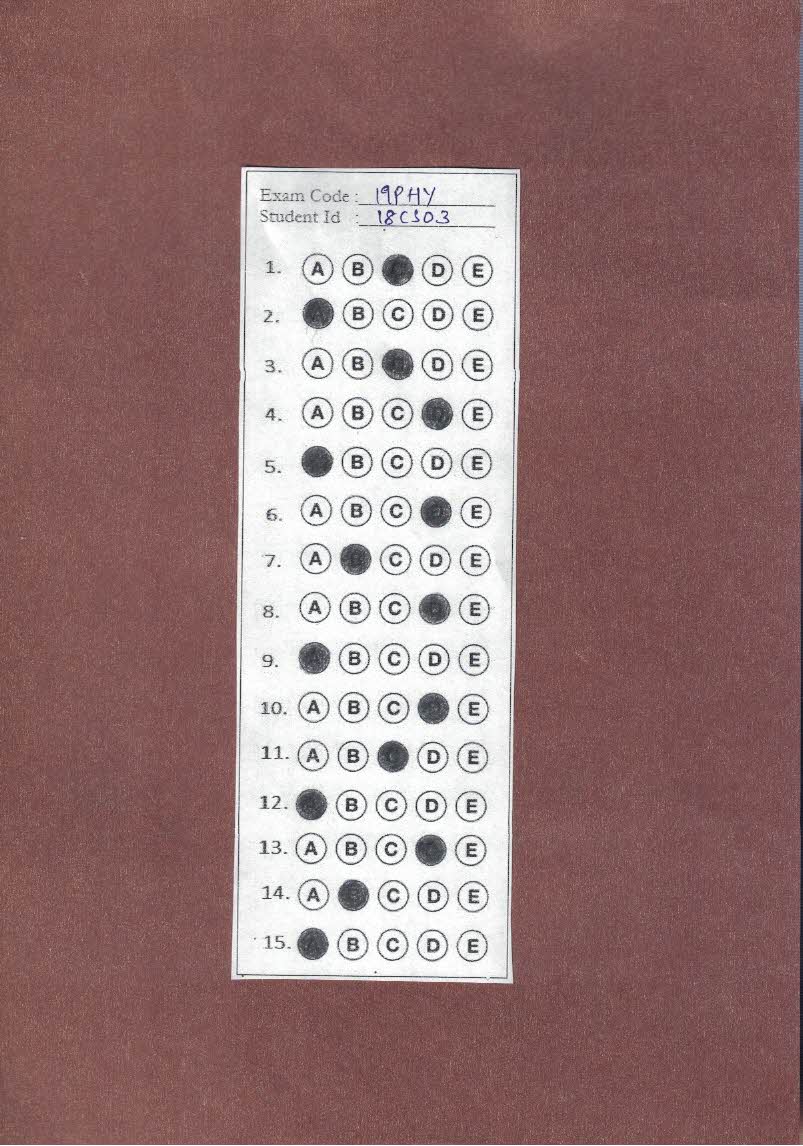 Exam Code : 19PHY
Student Id : 18CS03
1. A B D E
2. B C D E
3. A B D E
4. A B C E
5. B C D E
6. A B C E
7. A C D E
8. A B C E
9. A B C D E
10. A B C E
11. A B D E
12. B C D E
13. A B C E
14. A B C D E
15. A B C D E